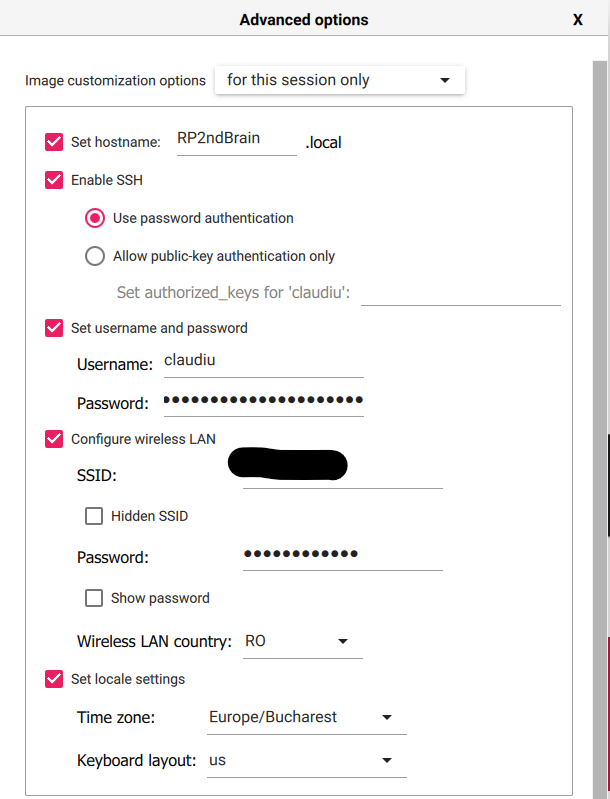 Advanced options X
Image customization options for this session only
Set hostname: RP2ndBrain .local
Enable SSH
Use password authentication
Allow public-key authentication only
Set authorized_keys for 'claudiu':
Set username and password
Username: claudiu
Password: ●●●●●●●●●●●●●●●●●●●●
Configure wireless LAN
SSID:
Hidden SSID
Password: ●●●●●●●●●●●●
Show password
Wireless LAN country: RO
Set locale settings
Time zone: Europe/Bucharest
Keyboard layout: us